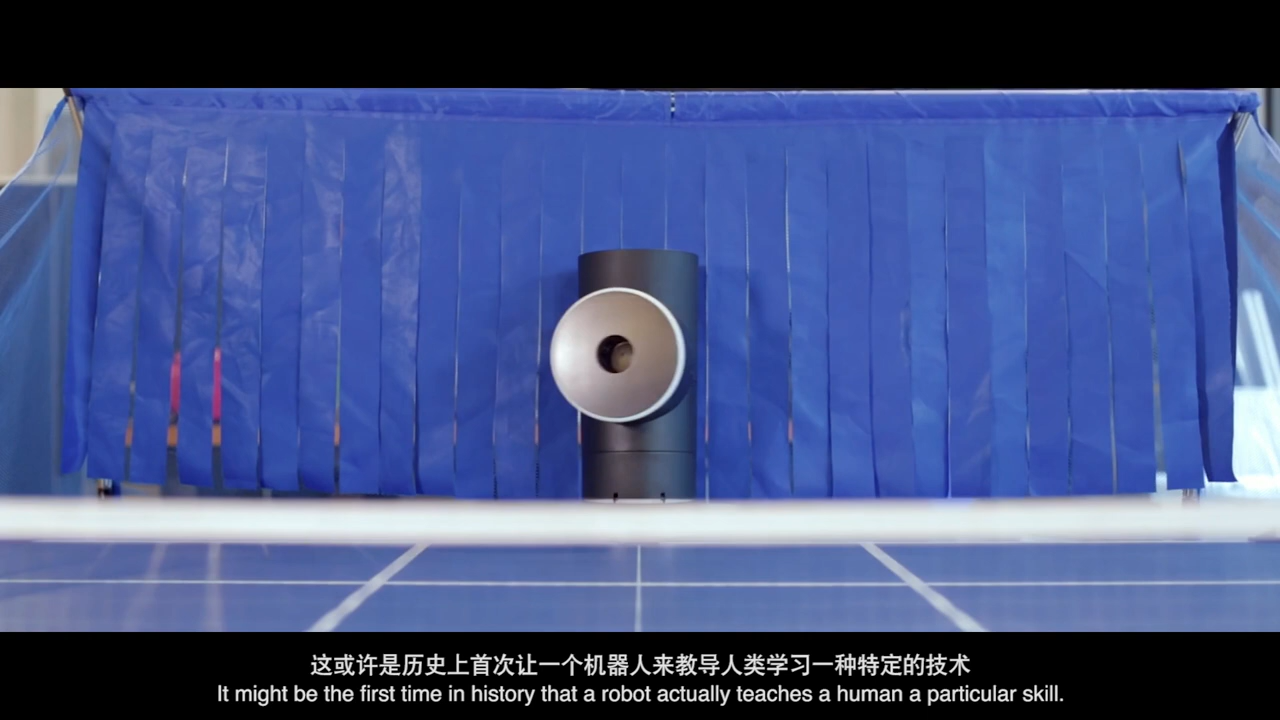 这或许是历史上首次让一个机器人来教导人类学习一种特定的技术
It might be the first time in history that a robot actually teaches a human a particular skill.